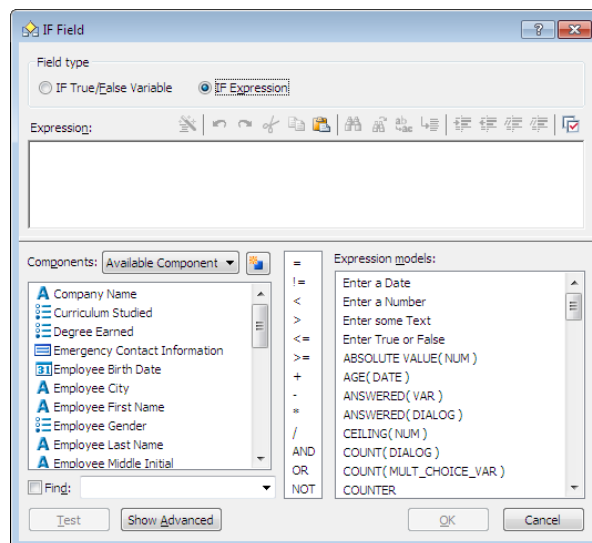 IF Field
Field type
IF True/False Variable
IF Expression
Expression:
Components:
Available Component
Company Name
Curriculum Studied
Degree Earned
Emergency Contact Information
31 Employee Birth Date
Employee City
Employee First Name
Employee Gender
Employee Last Name
Employee Middle Initial
Find:
=
!=
<
>
<=
>=
+
-
*
/
AND
OR
NOT
Expression models:
Enter a Date
Enter a Number
Enter some Text
Enter True or False
ABSOLUTE VALUE( NUM )
AGE( DATE )
ANSWERED( VAR )
ANSWERED( DIALOG )
CEILING( NUM )
COUNT( DIALOG )
COUNT( MULT_CHOICE_VAR )
COUNTER
Test
Show Advanced
OK
Cancel